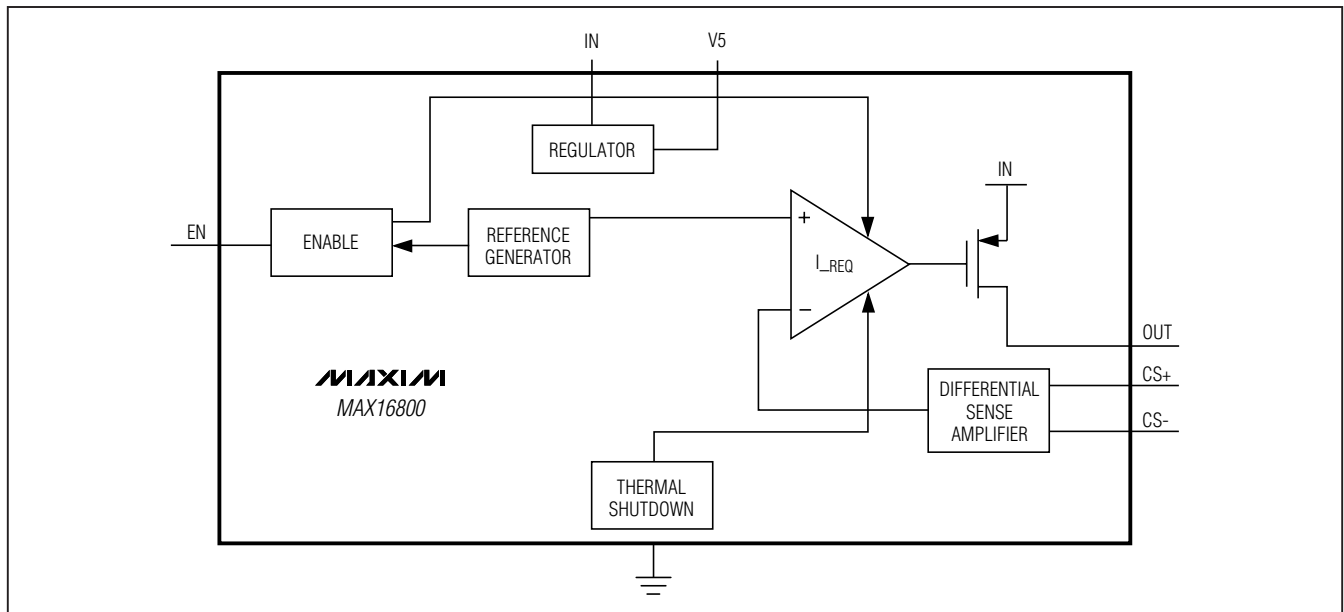 IN
V5
REGULATOR
IN
EN
ENABLE
REFERENCE
GENERATOR
+
I_REQ
−
OUT
CS+
CS-
DIFFERENTIAL
SENSE
AMPLIFIER
MAXIM
MAX16800
THERMAL
SHUTDOWN